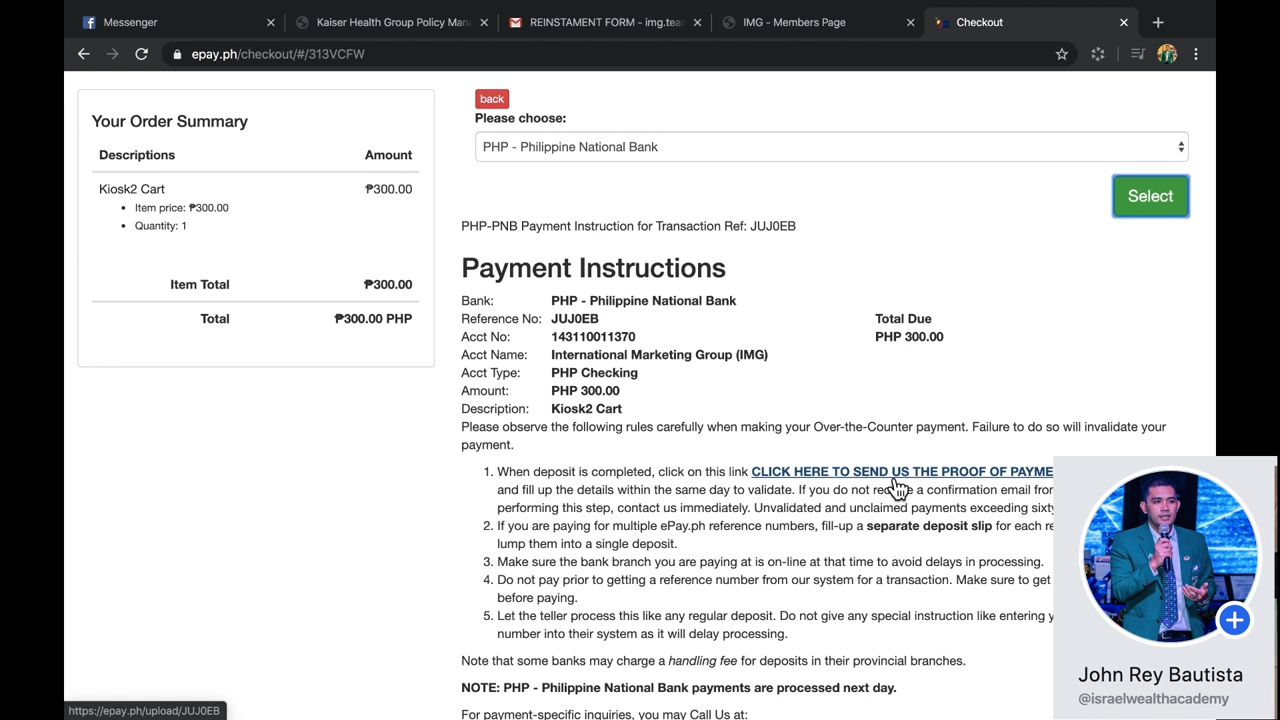 Messenger
Kaiser Health Group Policy Man
REINSTAMENT FORM - img.tea
IMG - Members Page
Checkout
epay.ph/checkout/#/313VCFW
Your Order Summary
Descriptions Amount
Kiosk2 Cart ₱300.00
• Item price: ₱300.00
• Quantity: 1
Item Total ₱300.00
Total ₱300.00 PHP
back
Please choose:
PHP - Philippine National Bank
Select
PHP-PNB Payment Instruction for Transaction Ref: JUJ0EB
Payment Instructions
Bank: PHP - Philippine National Bank
Reference No: JUJ0EB Total Due
Acct No: 143110011370 PHP 300.00
Acct Name: International Marketing Group (IMG)
Acct Type: PHP Checking
Amount: PHP 300.00
Description: Kiosk2 Cart
Please observe the following rules carefully when making your Over-the-Counter payment. Failure to do so will invalidate your
payment.
1. When deposit is completed, click on this link CLICK HERE TO SEND US THE PROOF OF PAYME
and fill up the details within the same day to validate. If you do not a confirmation email from
performing this step, contact us immediately. Unvalidated and unclaimed payments exceeding sixty
2. If you are paying for multiple ePay.ph reference numbers, fill-up a separate deposit slip for each re
lump them into a single deposit.
3. Make sure the bank branch you are paying at is on-line at that time to avoid delays in processing.
4. Do not pay prior to getting a reference number from our system for a transaction. Make sure to get
before paying.
5. Let the teller process this like any regular deposit. Do not give any special instruction like entering y
number into their system as it will delay processing.
Note that some banks may charge a handling fee for deposits in their provincial branches.
NOTE: PHP - Philippine National Bank payments are processed next day.
For payment-specific inquiries, you may Call Us at:
https://epay.ph/upload/JUJ0EB
John Rey Bautista
@israelwealthacademy